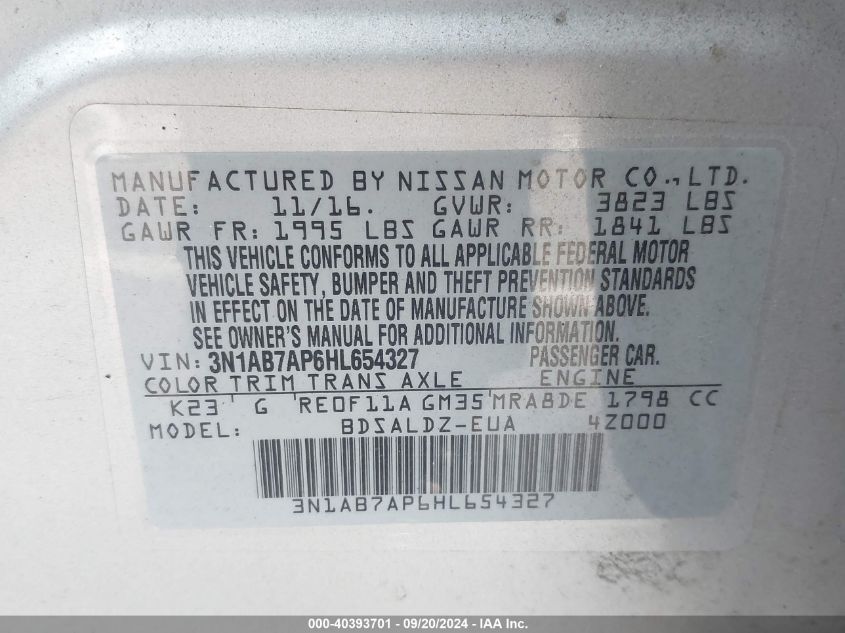 MANUFACTURED BY NISSAN MOTOR CO., LTD.
DATE: 11/16. GVWR: 3823 LBS
GAWR FR: 1995 LBS GAWR RR: 1841 LBS
THIS VEHICLE CONFORMS TO ALL APPLICABLE FEDERAL MOTOR
VEHICLE SAFETY, BUMPER AND THEFT PREVENTION STANDARDS
IN EFFECT ON THE DATE OF MANUFACTURE SHOWN ABOVE.
SEE OWNER'S MANUAL FOR ADDITIONAL INFORMATION.
VIN: 3N1AB7AP6HL654327 PASSENGER CAR.
COLOR TRIM TRANS AXLE ENGINE
K23 G RE0F11A GM35 MRA8DE 1798 CC
MODEL: BDSALDZ-EUA 4Z000
3N1AB7AP6HL654327
000-40393701 - 09/20/2024 - IAA Inc.